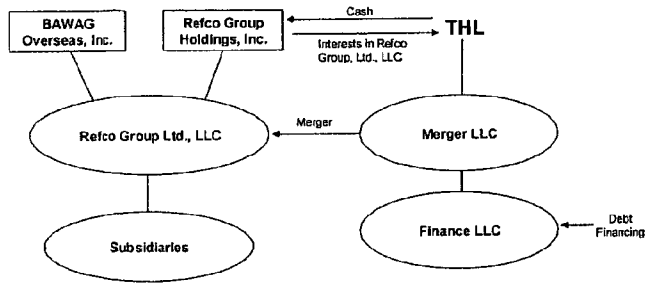 BAWAG
Overseas, Inc.
Refco Group
Holdings, Inc.
Cash
Interests in Refco
Group, Ltd., LLC
THL
Refco Group Ltd., LLC
Merger
Merger LLC
Subsidiaries
Finance LLC
Debt
Financing